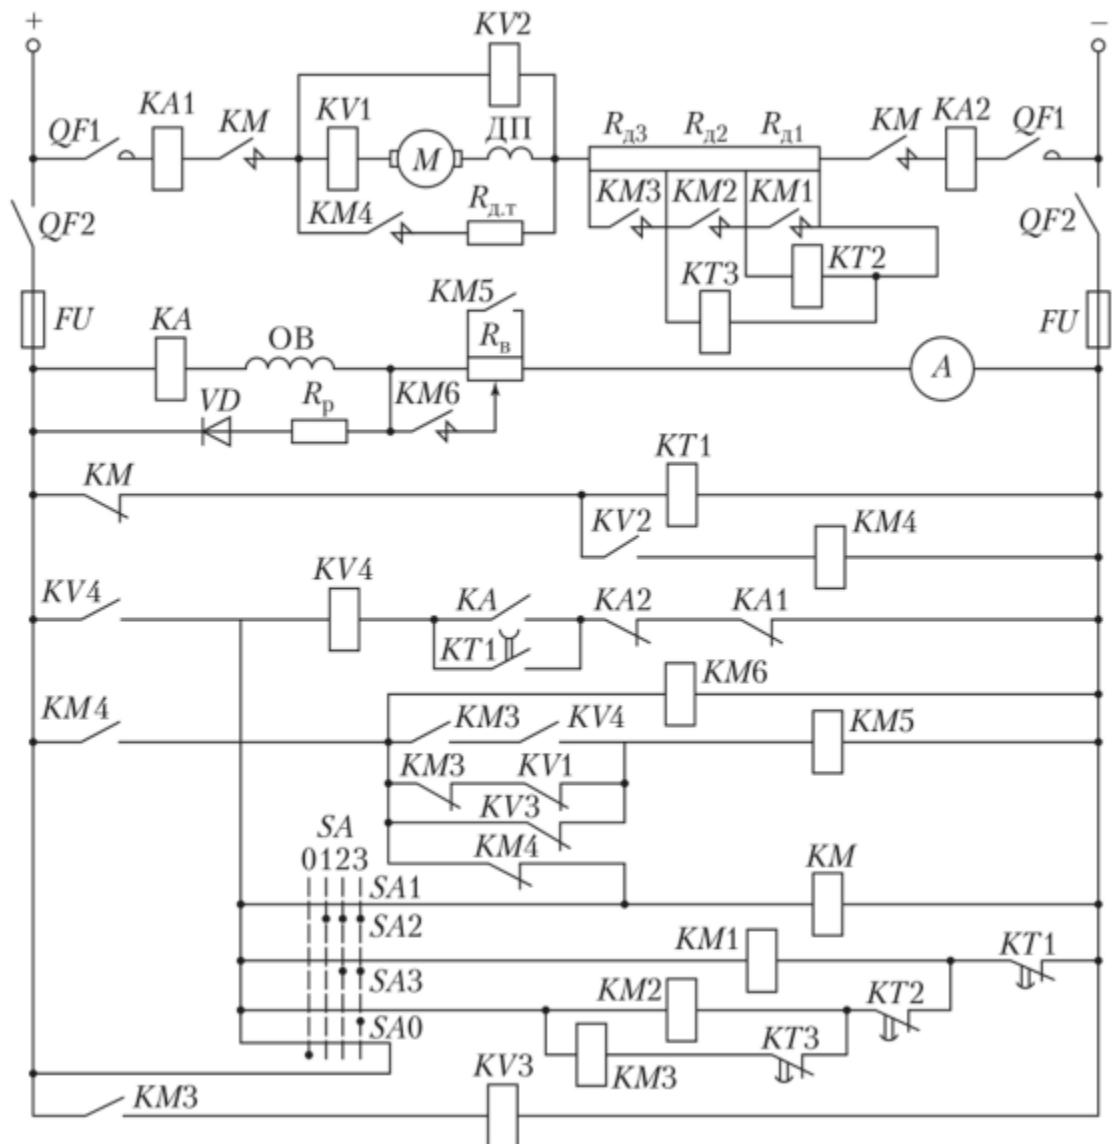 +
−
KV2
QF1
KA1
KM
KV1
M
ДП
Rд3
Rд2
Rд1
KM
KA2
QF1
KM4
Rд.т
KM3
KM2
KM1
QF2
QF2
KT3
KT2
FU
KA
ОВ
KM5
Rв
A
FU
VD
Rр
KM6
KM
KT1
KV2
KM4
KV4
KV4
KA
KA2
KA1
KT1
KM6
KM4
KM3
KV4
KM5
KM3
KV1
KV3
SA
KM4
KM
0123
SA1
SA2
KM1
KT1
SA3
KM2
KT2
SA0
KM3
KT3
KM3
KV3